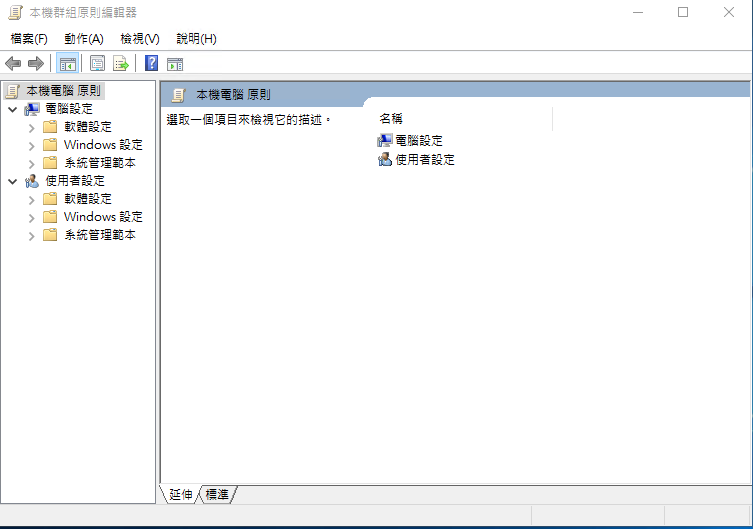 本機群組原則編輯器
檔案(F) 動作(A) 檢視(V) 說明(H)
本機電腦 原則
電腦設定
軟體設定
Windows 設定
系統管理範本
使用者設定
軟體設定
Windows 設定
系統管理範本
本機電腦 原則
選取一個項目來檢視它的描述。
名稱
電腦設定
使用者設定
延伸 標準